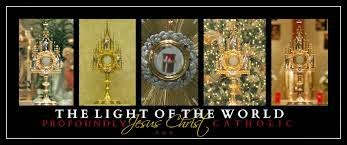 THE LIGHT OF THE WORLD
PROFOUNDLY Jesus Christ CATHOLIC